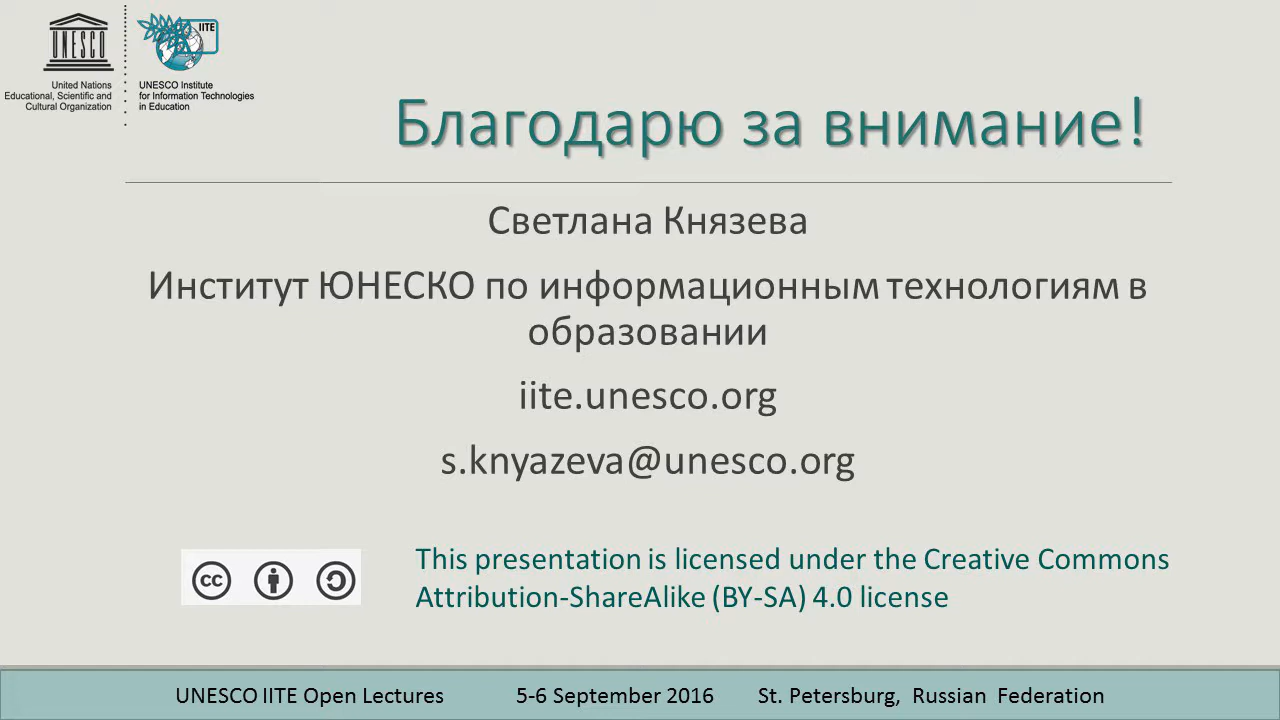 UNESCO
IITE
United Nations
Educational, Scientific and
Cultural Organization
UNESCO Institute
for Information Technologies
in Education
Благодарю за внимание!
Светлана Князева
Институт ЮНЕСКО по информационным технологиям в
образовании
iite.unesco.org
s.knyazeva@unesco.org
cc
This presentation is licensed under the Creative Commons
Attribution-ShareAlike (BY-SA) 4.0 license
UNESCO IITE Open Lectures 5-6 September 2016 St. Petersburg, Russian Federation